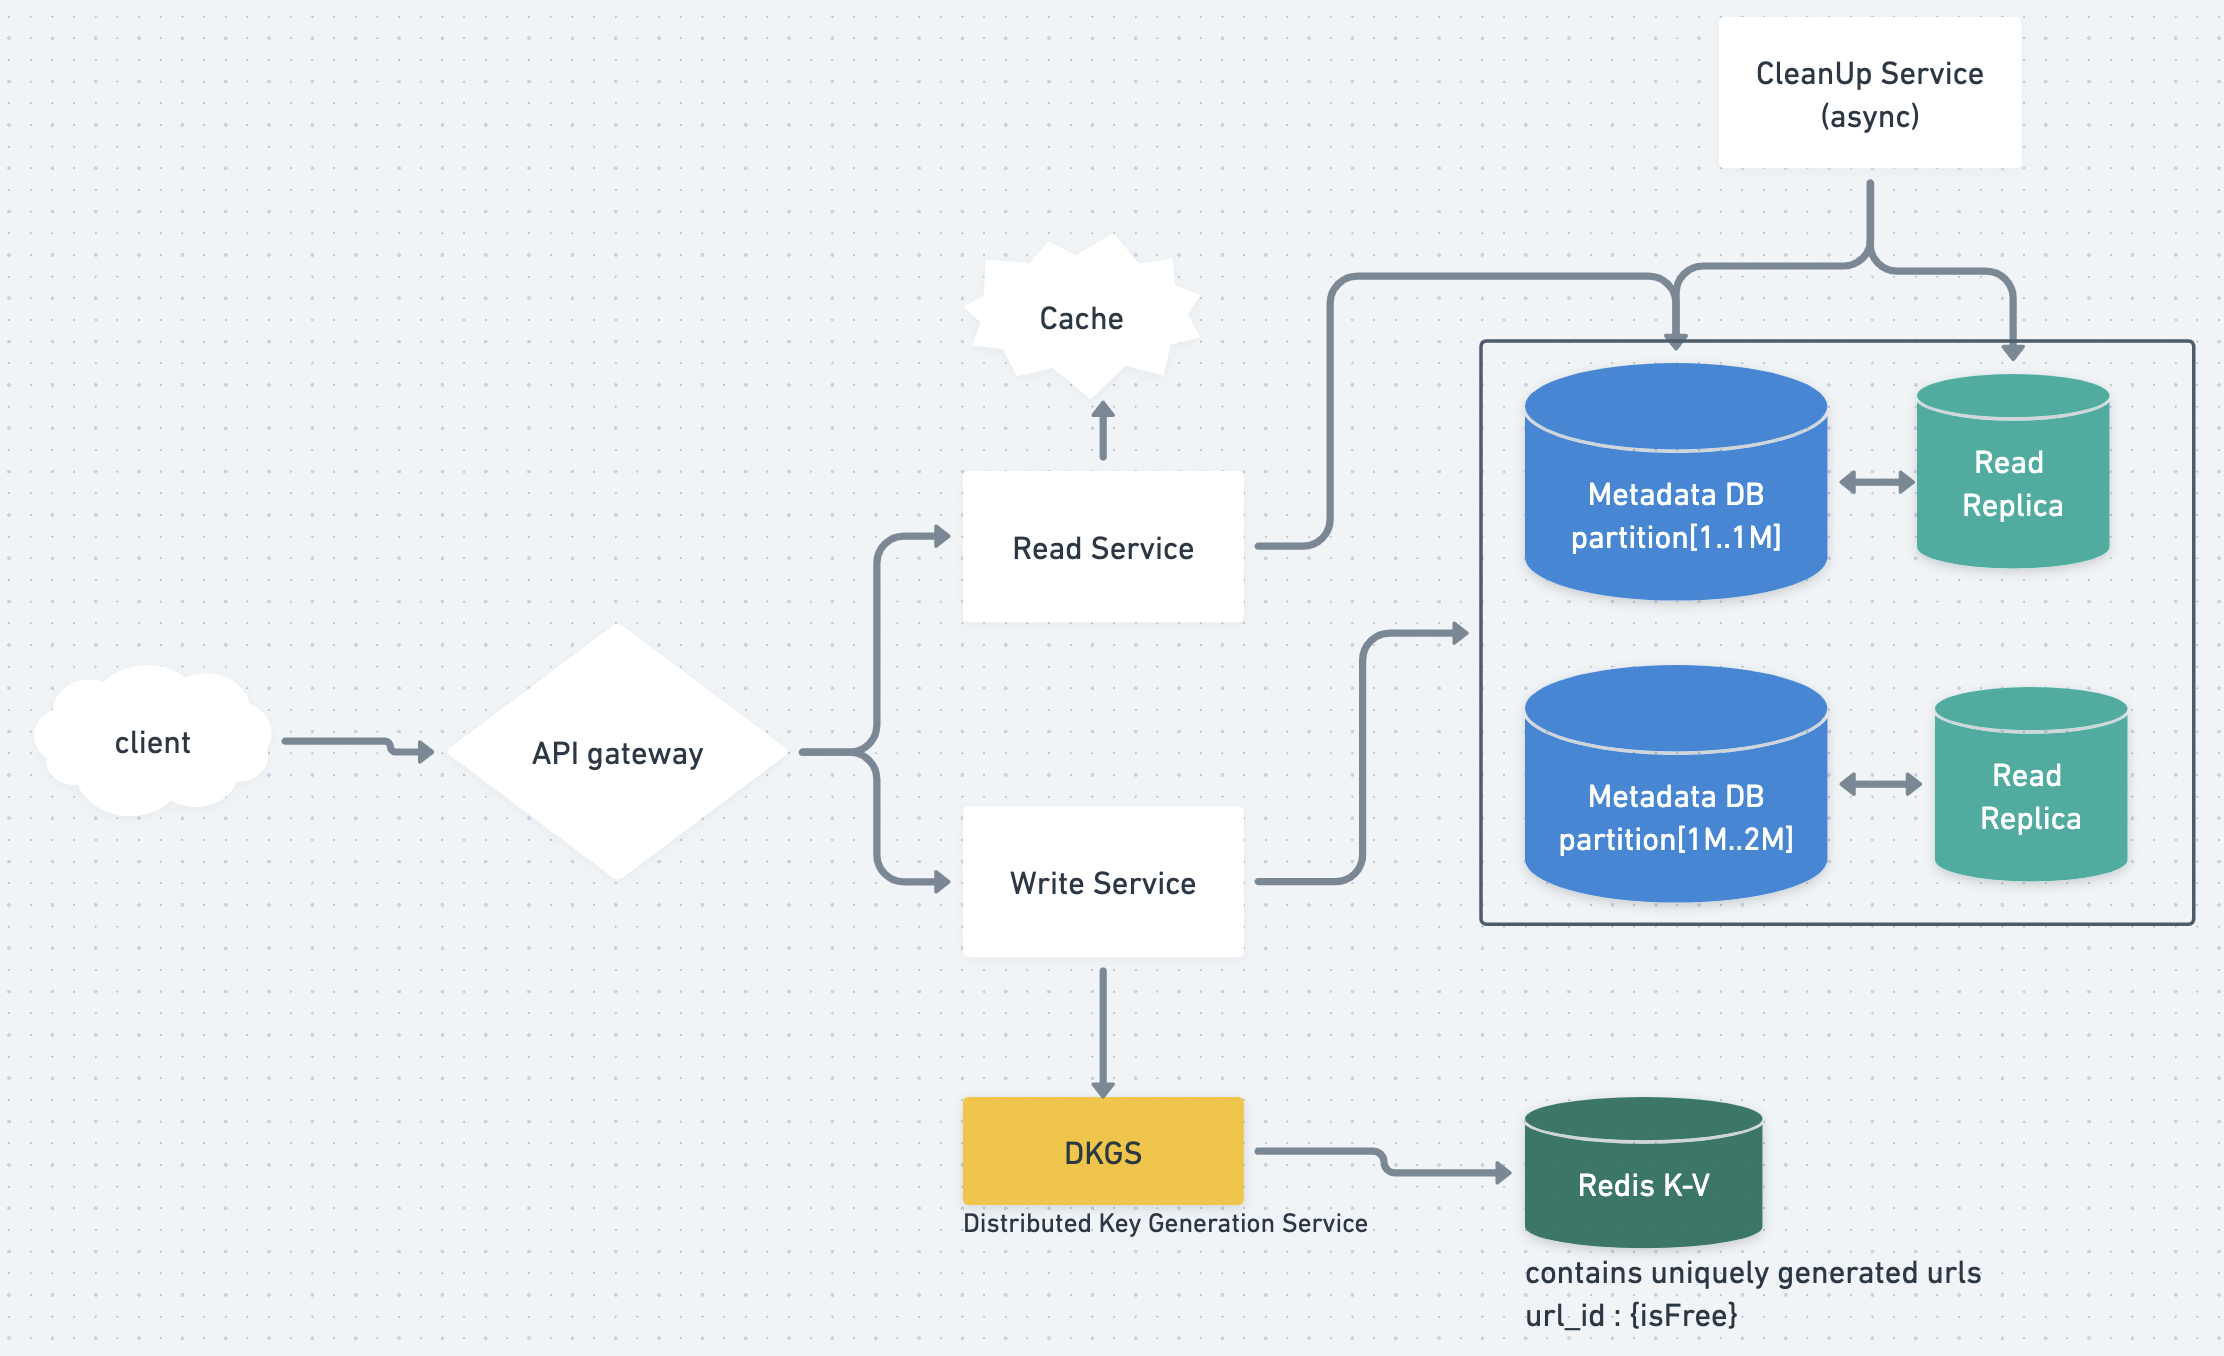 CleanUp Service
(async)
Cache
Read Service
Metadata DB
partition[1..1M]
Read
Replica
client
API gateway
Write Service
Metadata DB
partition[1M..2M]
Read
Replica
DKGS
Distributed Key Generation Service
Redis K-V
contains uniquely generated urls
url_id : {isFree}